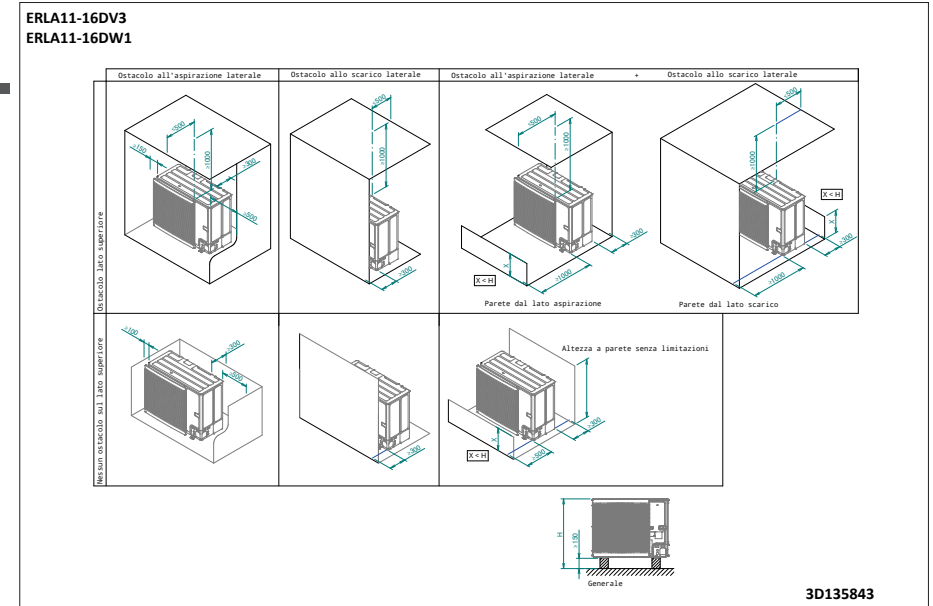 ERLA11-16DV3
ERLA11-16DW1
Ostacolo all'aspirazione laterale
Ostacolo allo scarico laterale
Ostacolo all'aspirazione laterale + Ostacolo allo scarico laterale
Ostacolo lato superiore
≥150
≤500
≥1000
≥300
≥500
≤500
≥1000
≥300
≤500
≥1000
≥300
≥1000
X
X < H
Parete dal lato aspirazione
≤500
≥1000
X < H
X
≥300
≥1000
Parete dal lato scarico
Nessun ostacolo sul lato superiore
≥100
≥300
≥500
≥300
Altezza a parete senza limitazioni
X
X < H
≥300
≥500
H
≥150
Generale
3D135843